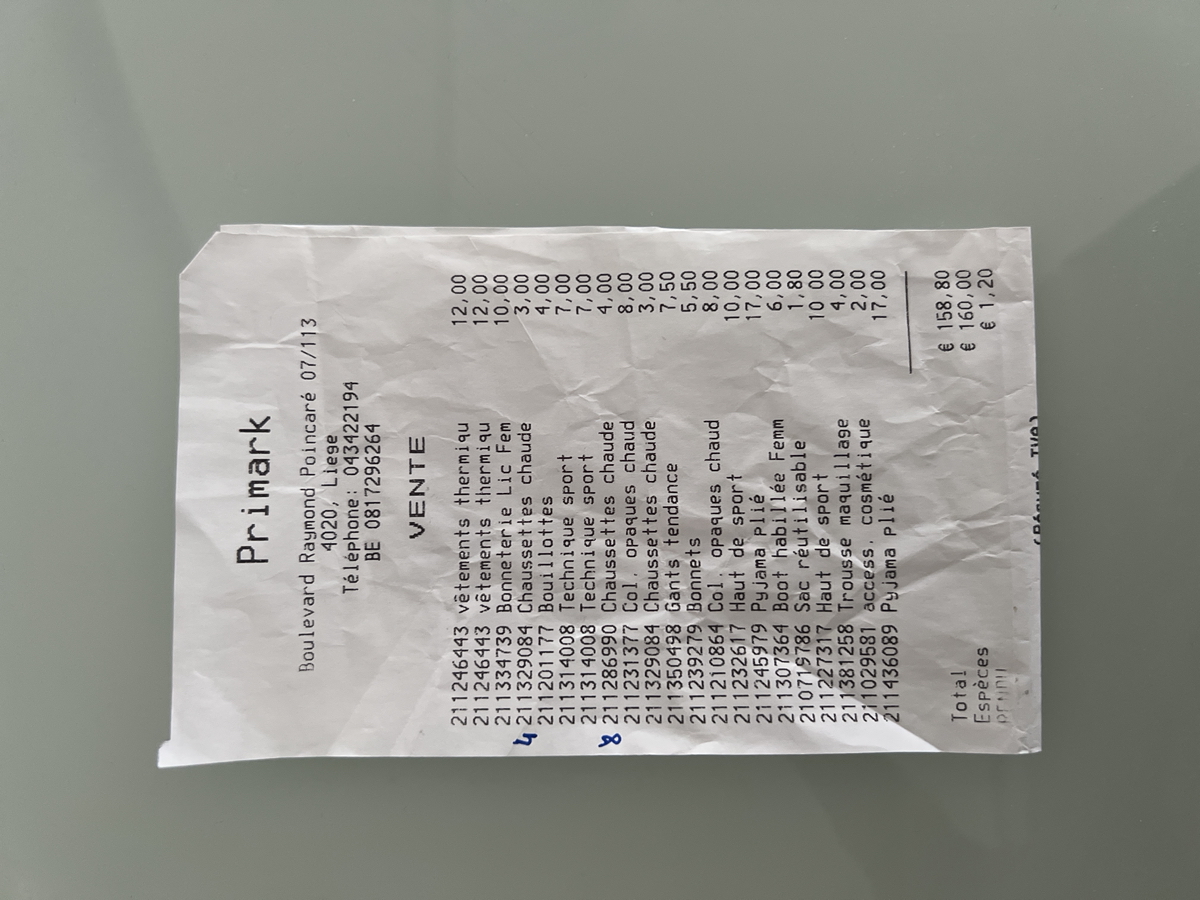 Primark
Boulevard Raymond Poincaré 07/113
4020, Liege
Téléphone: 043422194
BE 0817296264
VENTE
211246443 vêtements thermiqu 12,00
211246443 vêtements thermiqu 12,00
211334739 Bonneterie Lic Fem 10,00
4 211329084 Chaussettes chaude 3,00
211201177 Bouillottes 4,00
211314008 Technique sport 7,00
211314008 Technique sport 7,00
8 211286990 Chaussettes chaude 4,00
211231377 Col. opaques chaud 8,00
211329084 Chaussettes chaude 3,00
211350498 Gants tendance 7,50
211239279 Bonnets 5,50
211210864 Col. opaques chaud 8,00
211232617 Haut de sport 10,00
211245979 Pyjama plié 17,00
211307364 Boot habillée Femm 6,00
210719786 Sac réutilisable 1,80
211227317 Haut de sport 10 00
211381258 Trousse maquillage 4,00
211029581 access. cosmétique 2,00
211436089 Pyjama plié 17,00
Total € 158,80
Espèces € 160,00
€ 1,20